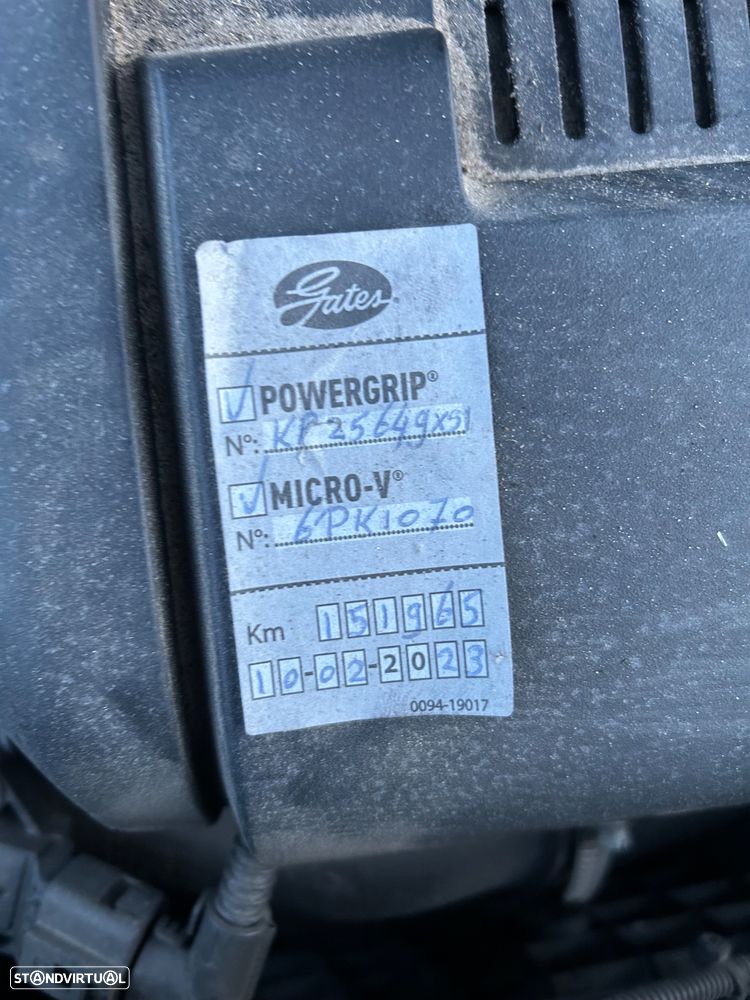 Gates
POWERGRIP®
Nº: KP25649XS1
MICRO-V®
Nº: 6PK1070
Km 151965
10-02-2023
0094-19017
STANDVIRTUAL